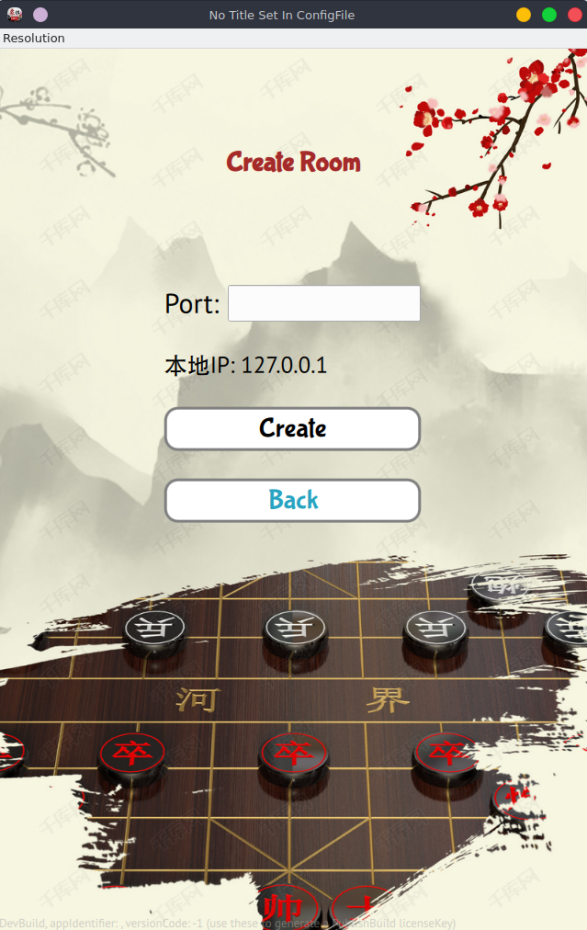 No Title Set In ConfigFile
Resolution
Create Room
Port:
本地IP: 127.0.0.1
Create
Back
河 界
卒 卒 卒
帅
DevBuild, appIdentifier: , versionCode: -1 (use these to generate a PublishBuild licenseKey)